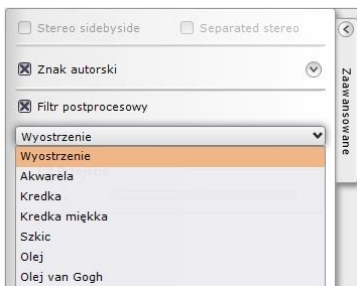 Stereo sidebyside Separated stereo
Znak autorski
Filtr postprocesowy
Wyostrzenie
Wyostrzenie
Akwarela
Kredka
Kredka miękka
Szkic
Olej
Olej van Gogh
Zaawansowane